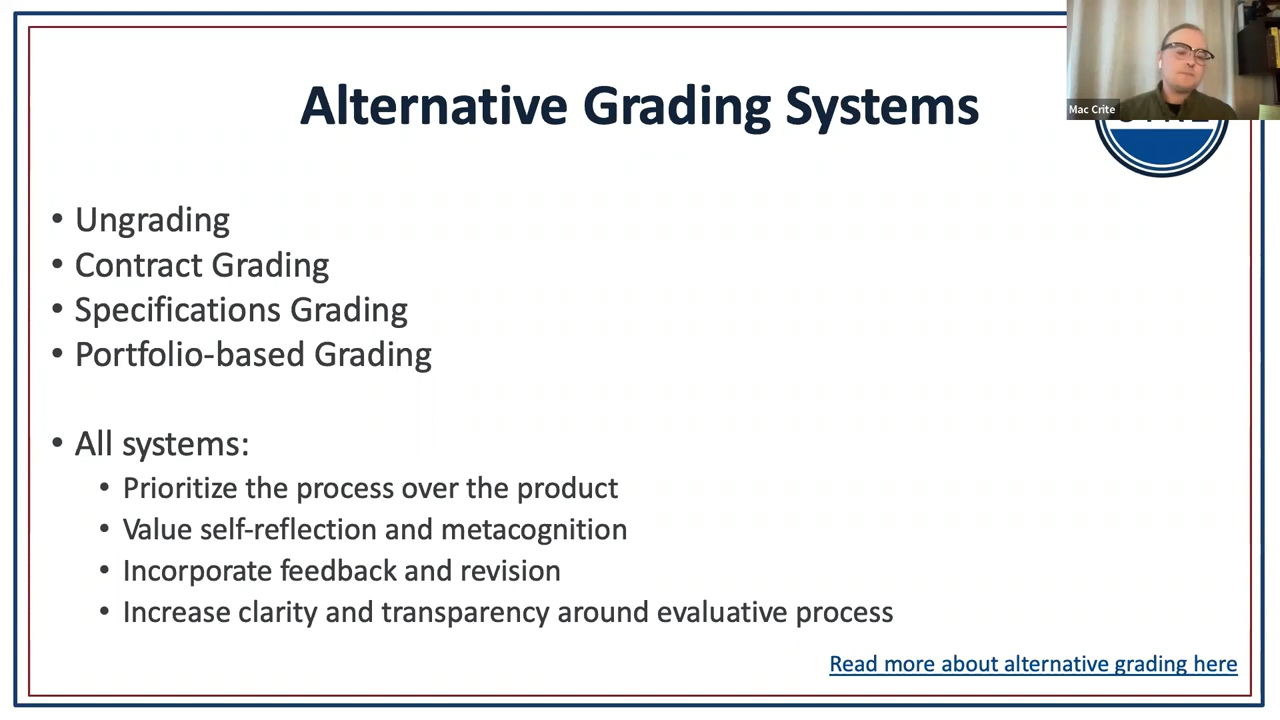 Alternative Grading Systems
Mac Crite
• Ungrading
• Contract Grading
• Specifications Grading
• Portfolio-based Grading
• All systems:
• Prioritize the process over the product
• Value self-reflection and metacognition
• Incorporate feedback and revision
• Increase clarity and transparency around evaluative process
Read more about alternative grading here